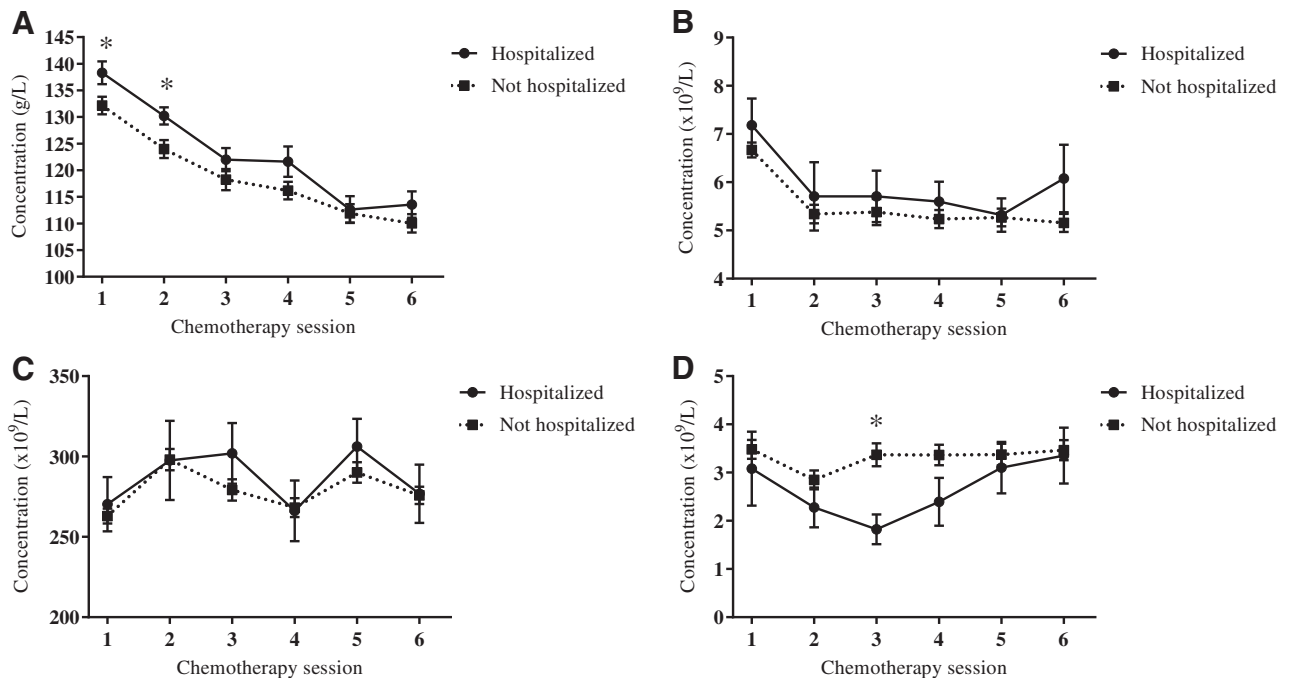 A
Concentration (g/L)
145
140
135
130
125
120
115
110
105
100
*
*
1 2 3 4 5 6
Chemotherapy session
Hospitalized
Not hospitalized
B
Concentration (x10⁹/L)
9
8
7
6
5
4
1 2 3 4 5 6
Chemotherapy session
Hospitalized
Not hospitalized
C
Concentration (x10⁹/L)
350
300
250
200
1 2 3 4 5 6
Chemotherapy session
Hospitalized
Not hospitalized
D
Concentration (x10⁹/L)
5
4
3
2
1
0
*
1 2 3 4 5 6
Chemotherapy session
Hospitalized
Not hospitalized